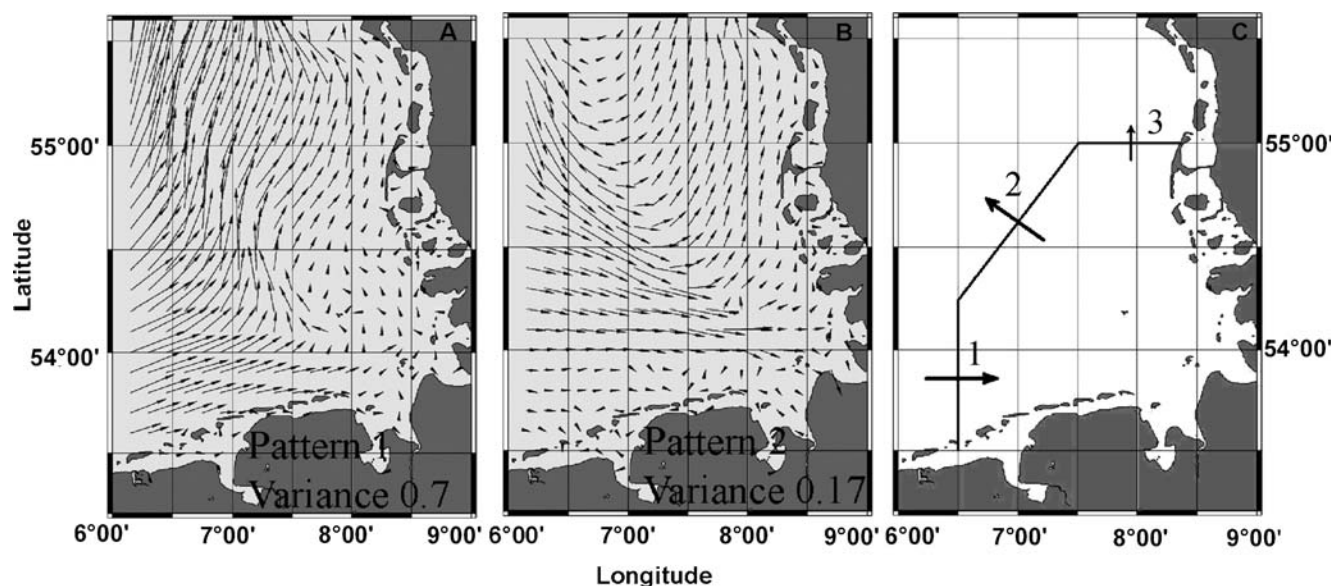 A
B
C
Latitude
55°00'
54°00'
Pattern 1
Variance 0.7
Pattern 2
Variance 0.17
1
2
3
55°00'
54°00'
6°00' 7°00' 8°00' 9°00'
6°00' 7°00' 8°00' 9°00'
6°00' 7°00' 8°00' 9°00'
Longitude